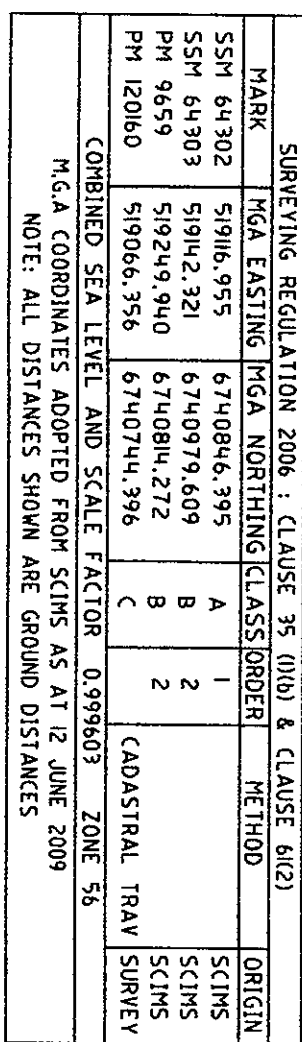 SURVEYING REGULATION 2006 : CLAUSE 35 (1)(b) & CLAUSE 61(2)
MARK MGA EASTING MGA NORTHING CLASS ORDER METHOD ORIGIN
SSM 64302 519116.955 6740846.395 A 1 SCIMS
SSM 64303 519142.321 6740979.609 B 2 SCIMS
PM 9659 519249.940 6740814.272 B 2 SCIMS
PM 120160 519066.356 6740744.396 C CADASTRAL TRAV SURVEY
COMBINED SEA LEVEL AND SCALE FACTOR 0.999603 ZONE 56
M.G.A COORDINATES ADOPTED FROM SCIMS AS AT 12 JUNE 2009
NOTE: ALL DISTANCES SHOWN ARE GROUND DISTANCES